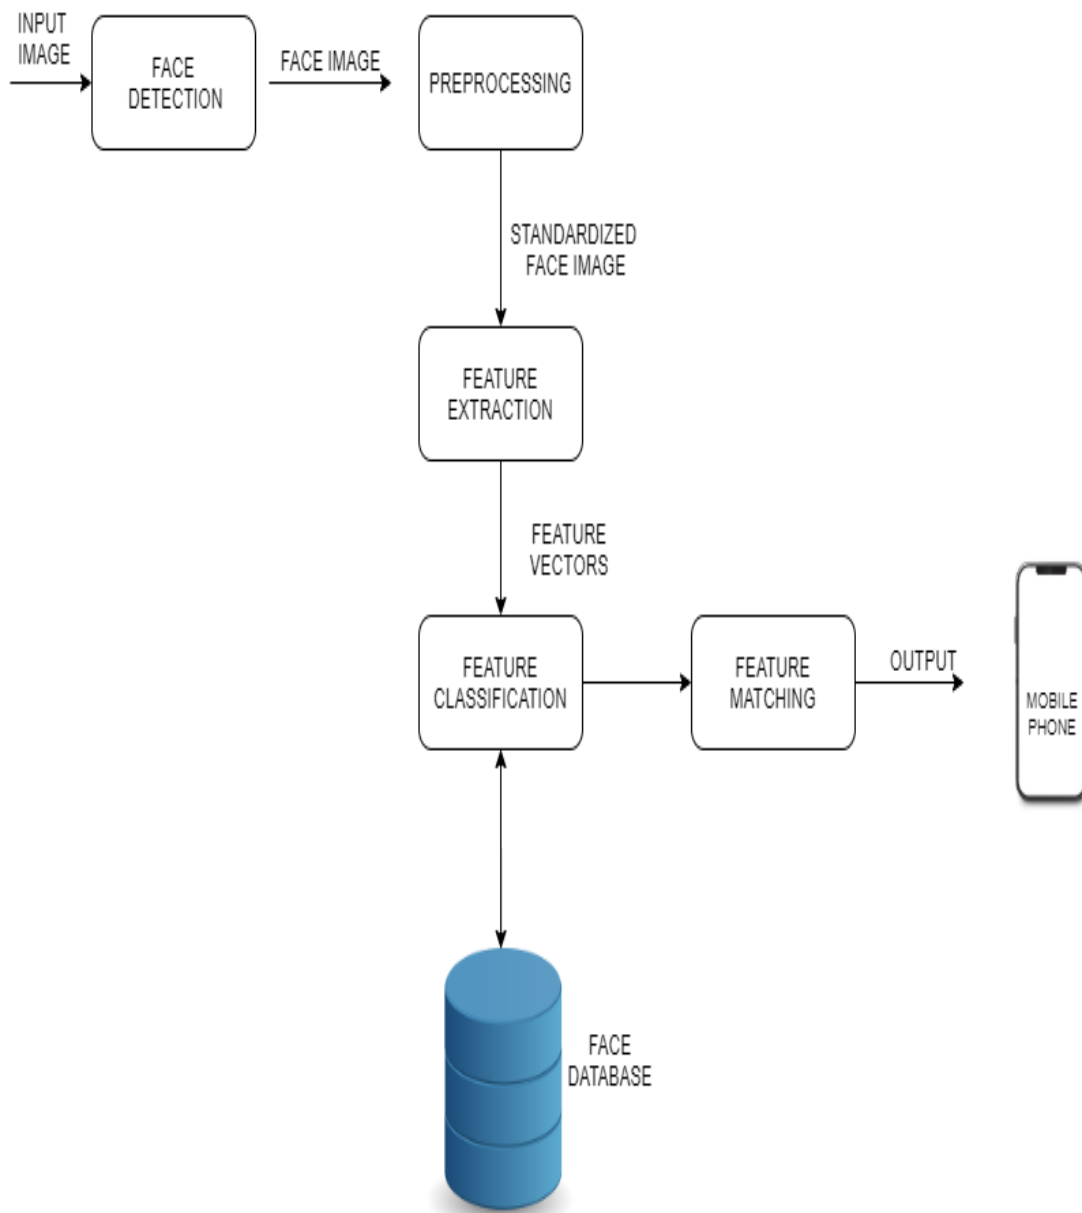 INPUT
IMAGE
FACE
DETECTION
FACE IMAGE
PREPROCESSING
STANDARDIZED
FACE IMAGE
FEATURE
EXTRACTION
FEATURE
VECTORS
FEATURE
CLASSIFICATION
FEATURE
MATCHING
OUTPUT
MOBILE
PHONE
FACE
DATABASE